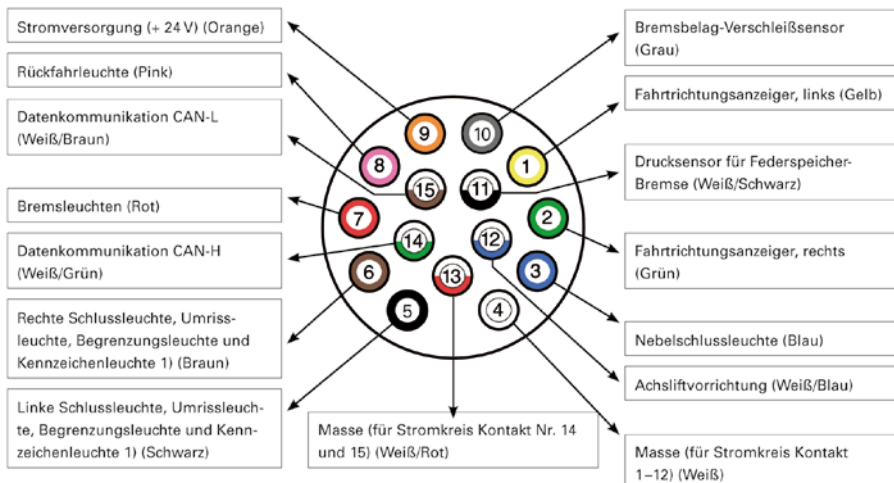 Stromversorgung (+ 24 V) (Orange)
Rückfahrleuchte (Pink)
Datenkommunikation CAN-L
(Weiß/Braun)
Bremsleuchten (Rot)
Datenkommunikation CAN-H
(Weiß/Grün)
Rechte Schlussleuchte, Umriss-
leuchte, Begrenzungsleuchte und
Kennzeichenleuchte 1) (Braun)
Linke Schlussleuchte, Umrissleuch-
te, Begrenzungsleuchte und Kenn-
zeichenleuchte 1) (Schwarz)
9
10
8
1
15
11
7
2
14
12
6
13
3
5
4
Masse (für Stromkreis Kontakt Nr. 14
und 15) (Weiß/Rot)
Bremsbelag-Verschleißsensor
(Grau)
Fahrtrichtungsanzeiger, links (Gelb)
Drucksensor für Federspeicher-
Bremse (Weiß/Schwarz)
Fahrtrichtungsanzeiger, rechts
(Grün)
Nebelschlussleuchte (Blau)
Achsliftvorrichtung (Weiß/Blau)
Masse (für Stromkreis Kontakt
1–12) (Weiß)